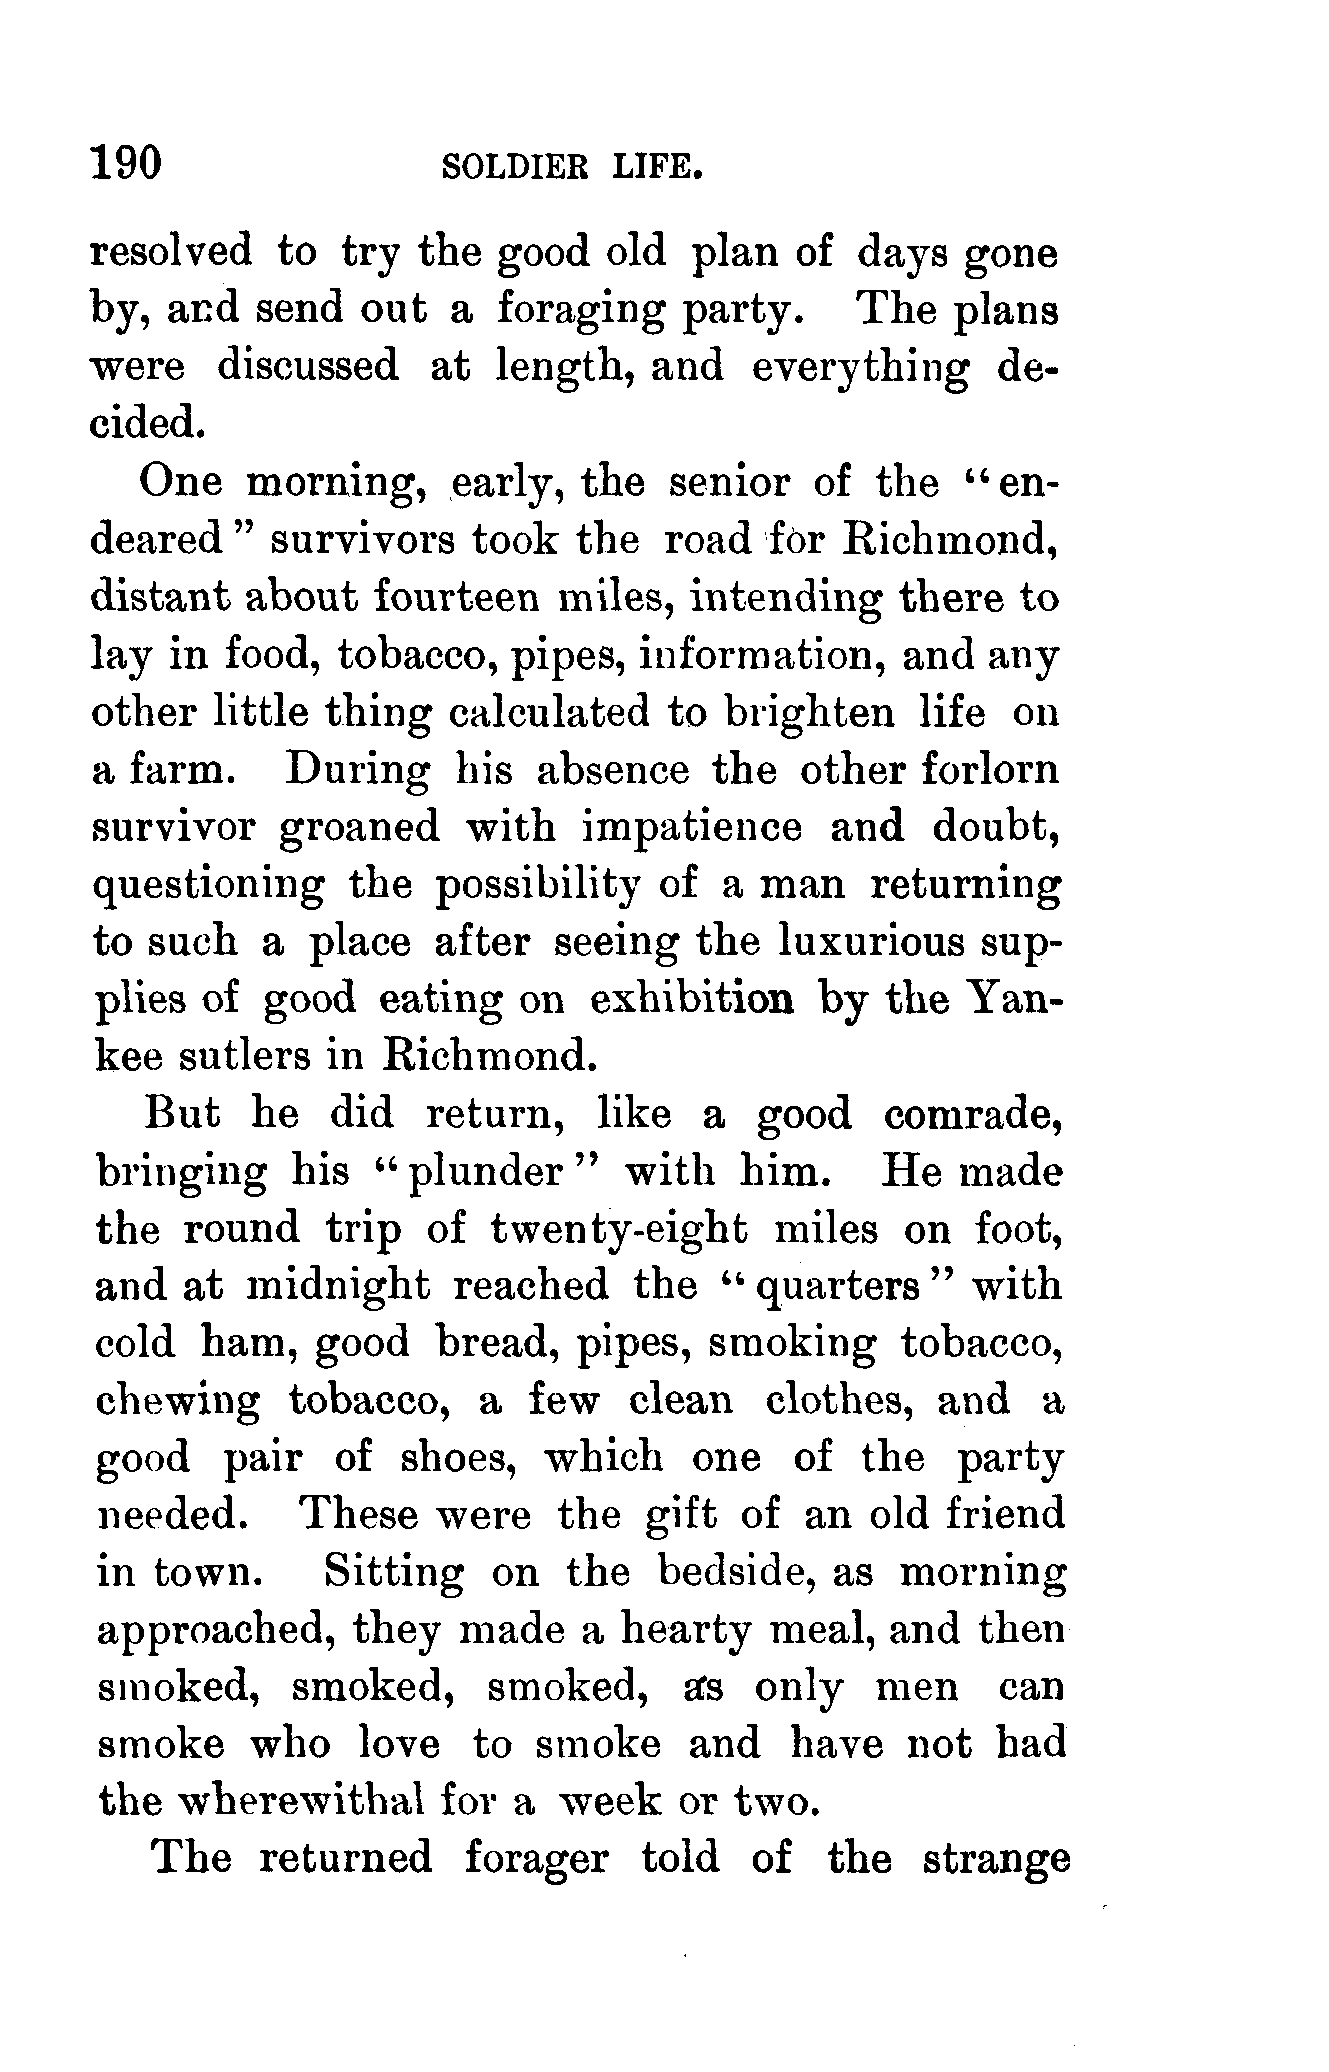 190 SOLDIER LIFE.
resolved to try the good old plan of days gone
by, and send out a foraging party. The plans
were discussed at length, and everything de-
cided.
One morning, early, the senior of the "en-
deared" survivors took the road for Richmond,
distant about fourteen miles, intending there to
lay in food, tobacco, pipes, information, and any
other little thing calculated to brighten life on
a farm. During his absence the other forlorn
survivor groaned with impatience and doubt,
questioning the possibility of a man returning
to such a place after seeing the luxurious sup-
plies of good eating on exhibition by the Yan-
kee sutlers in Richmond.
But he did return, like a good comrade,
bringing his "plunder" with him. He made
the round trip of twenty-eight miles on foot,
and at midnight reached the "quarters" with
cold ham, good bread, pipes, smoking tobacco,
chewing tobacco, a few clean clothes, and a
good pair of shoes, which one of the party
needed. These were the gift of an old friend
in town. Sitting on the bedside, as morning
approached, they made a hearty meal, and then
smoked, smoked, smoked, as only men can
smoke who love to smoke and have not had
the wherewithal for a week or two.
The returned forager told of the strange